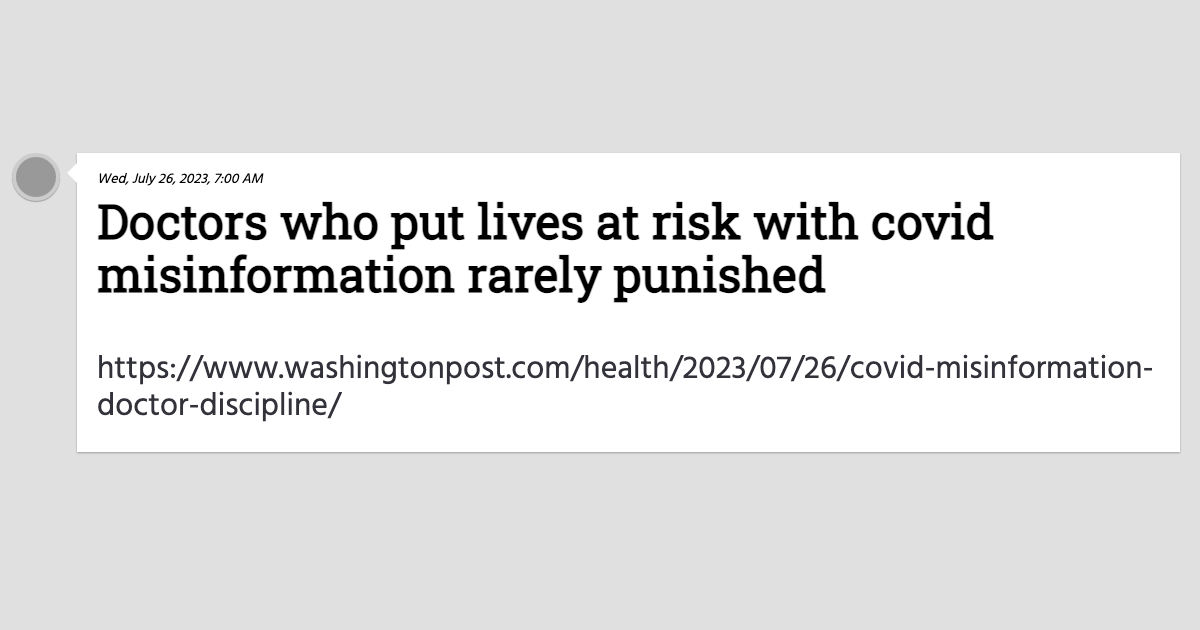 Wed, July 26, 2023, 7:00 AM
Doctors who put lives at risk with covid
misinformation rarely punished
https://www.washingtonpost.com/health/2023/07/26/covid-misinformation-
doctor-discipline/